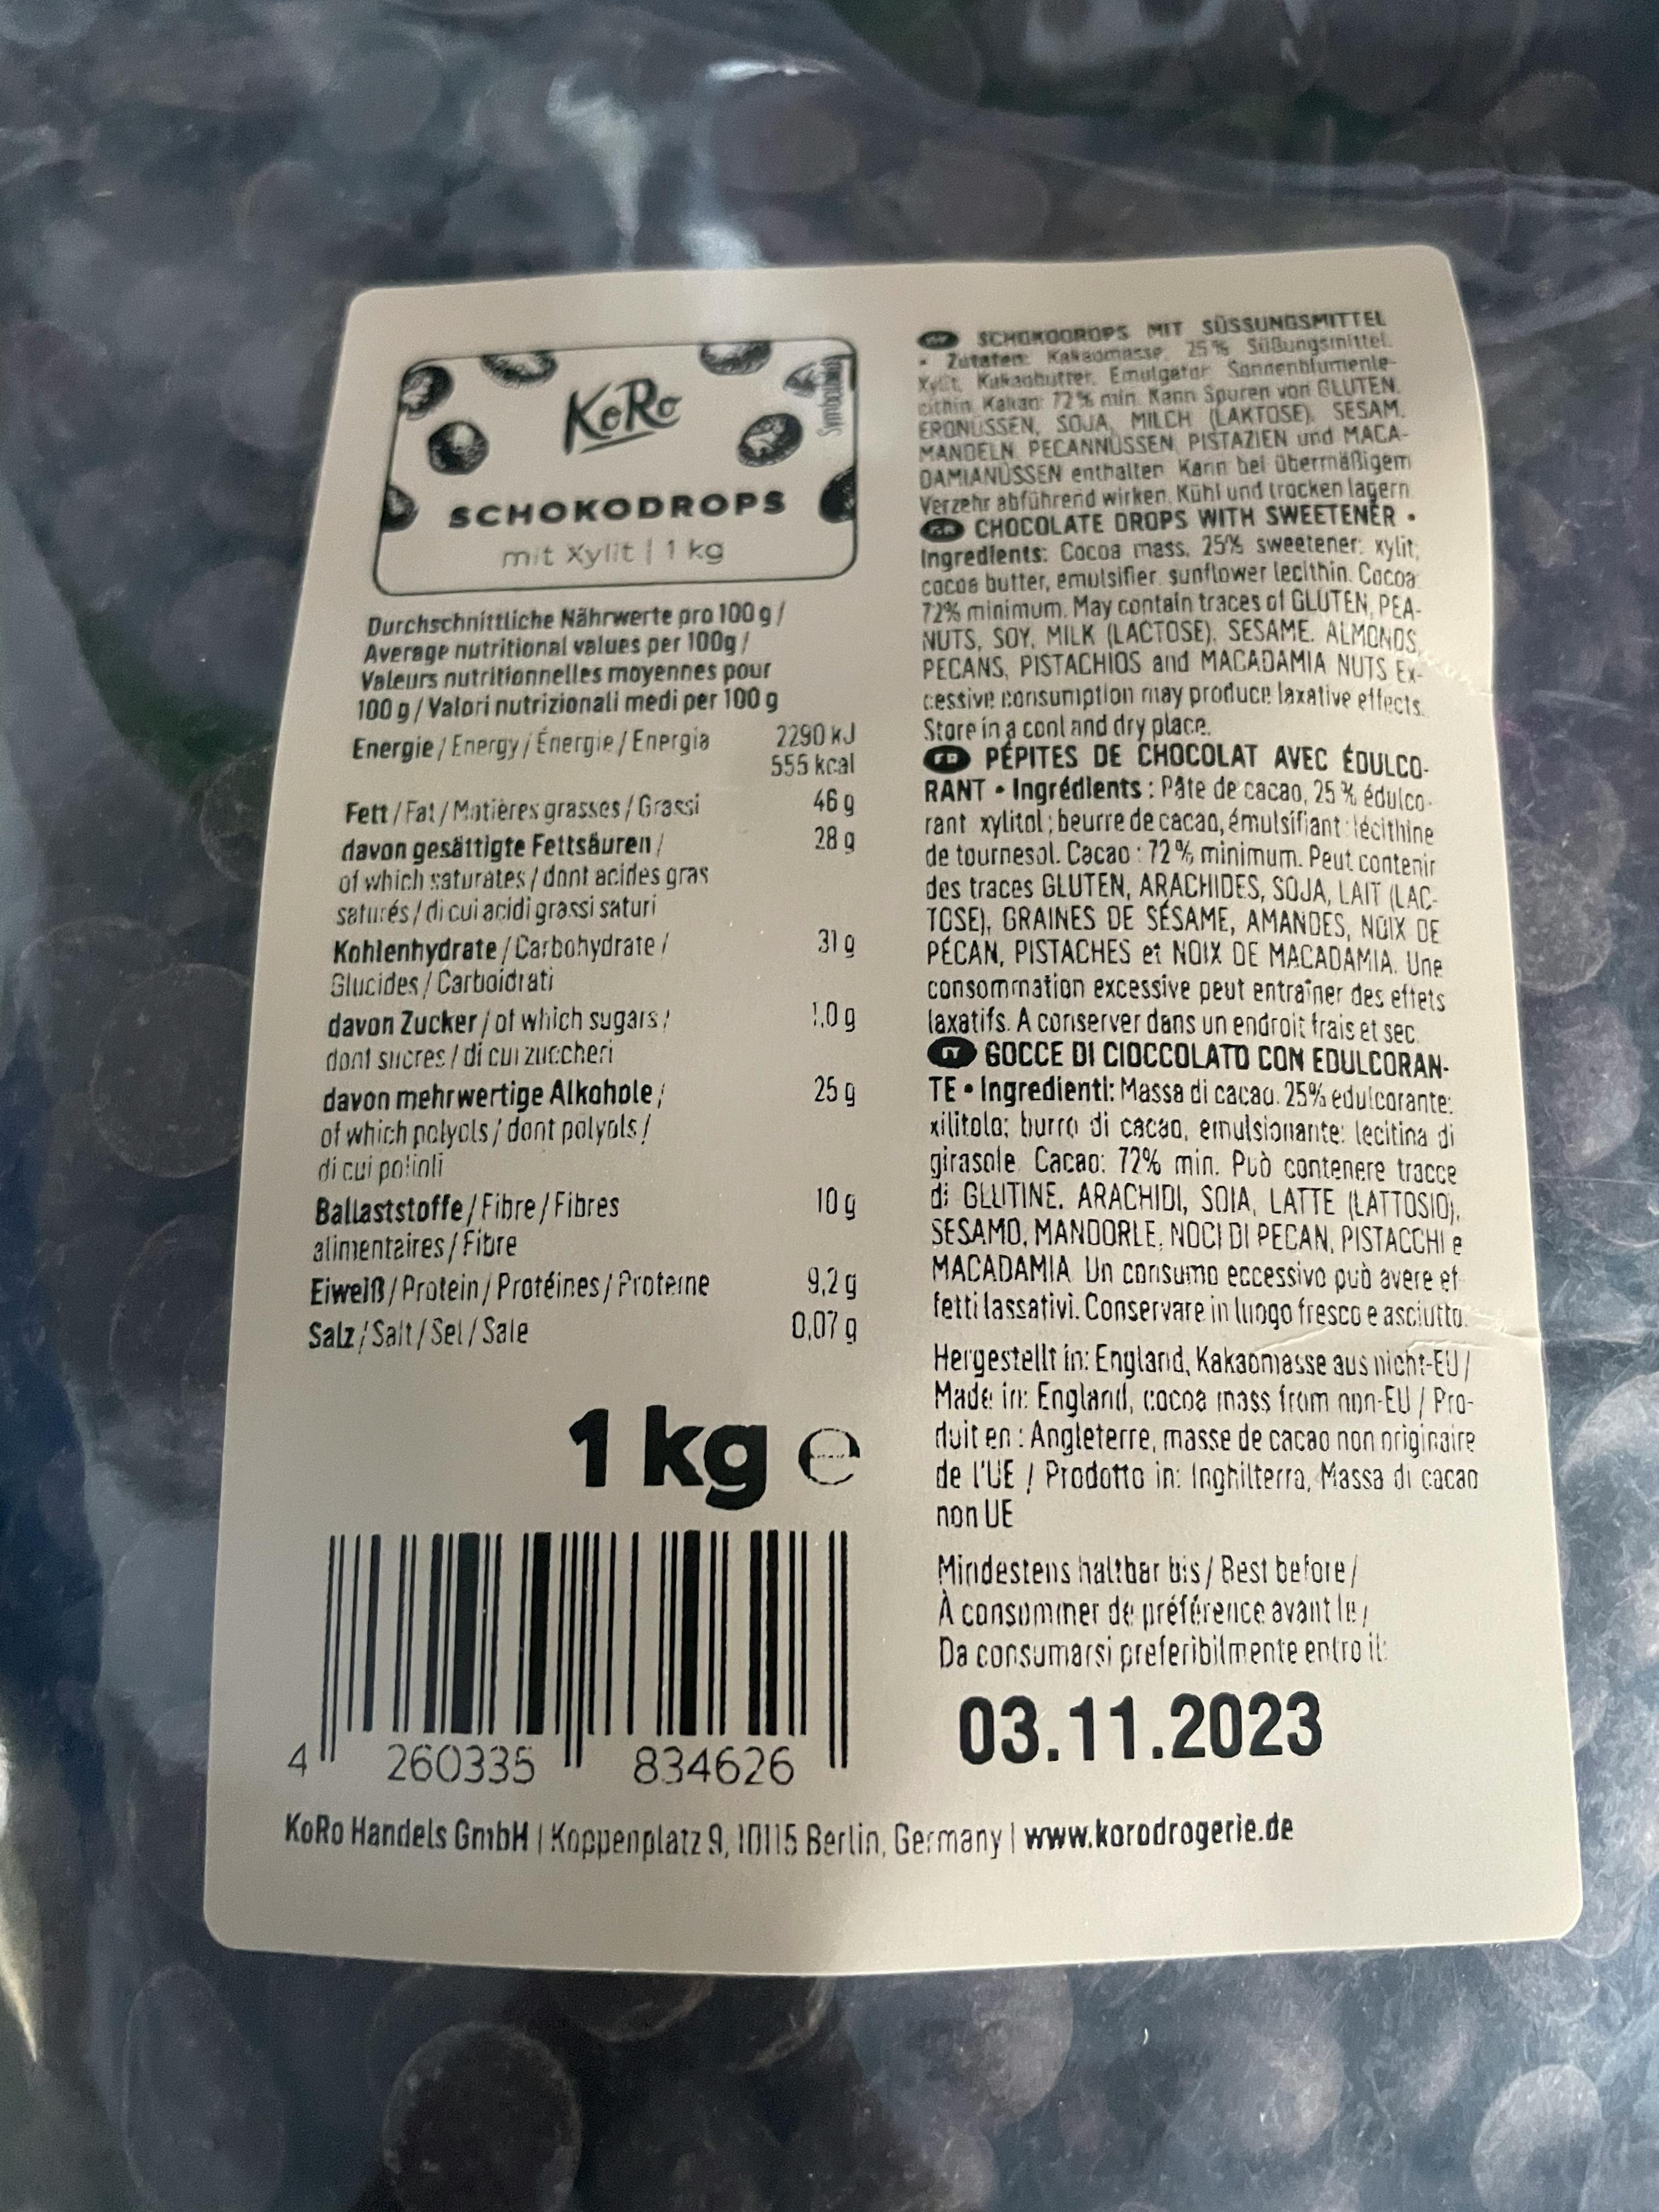 KoRo
Symbolbild
SCHOKODROPS
mit Xylit | 1 kg
Durchschnittliche Nährwerte pro 100 g /
Average nutritional values per 100g /
Valeurs nutritionnelles moyennes pour
100 g / Valori nutrizionali medi per 100 g
Energie / Energy / Énergie / Energia 2290 kJ
555 kcal
Fett / Fat / Matières grasses / Grassi 46 g
davon gesättigte Fettsäuren / 28 g
of which saturates / dont acides gras
saturés / di cui acidi grassi saturi
Kohlenhydrate / Carbohydrate / 31 g
Glucides / Carboidrati
davon Zucker / of which sugars / 1,0 g
dont sucres / di cui zuccheri
davon mehrwertige Alkohole / 25 g
of which polyols / dont polyols /
di cui polioli
Ballaststoffe / Fibre / Fibres 10 g
alimentaires / Fibre
Eiweiß / Protein / Protéines / Proteine 9,2 g
Salz / Salt / Sel / Sale 0,07 g
1 kg e
4 260335 834626
SCHOKODROPS MIT SÜSSUNGSMITTEL
• Zutaten: Kakaomasse, 25 % Süßungsmittel:
Xylit, Kakaobutter, Emulgator: Sonnenblumenle-
cithin. Kakao: 72 % min. Kann Spuren von GLUTEN,
ERDNÜSSEN, SOJA, MILCH (LAKTOSE), SESAM,
MANDELN, PECANNÜSSEN, PISTAZIEN und MACA-
DAMIANÜSSEN enthalten. Kann bei übermäßigem
Verzehr abführend wirken. Kühl und trocken lagern.
GB CHOCOLATE DROPS WITH SWEETENER •
Ingredients: Cocoa mass, 25% sweetener: xylit;
cocoa butter, emulsifier: sunflower lecithin. Cocoa:
72% minimum. May contain traces of GLUTEN, PEA-
NUTS, SOY, MILK (LACTOSE), SESAME, ALMONDS,
PECANS, PISTACHIOS and MACADAMIA NUTS. Ex-
cessive consumption may produce laxative effects.
Store in a cool and dry place.
FR PÉPITES DE CHOCOLAT AVEC ÉDULCO-
RANT • Ingrédients : Pâte de cacao, 25 % édulco-
rant : xylitol ; beurre de cacao, émulsifiant : lécithine
de tournesol. Cacao : 72 % minimum. Peut contenir
des traces GLUTEN, ARACHIDES, SOJA, LAIT (LAC-
TOSE), GRAINES DE SÉSAME, AMANDES, NOIX DE
PÉCAN, PISTACHES et NOIX DE MACADAMIA. Une
consommation excessive peut entraîner des effets
laxatifs. A conserver dans un endroit frais et sec.
IT GOCCE DI CIOCCOLATO CON EDULCORAN-
TE • Ingredienti: Massa di cacao, 25% edulcorante:
xilitolo; burro di cacao, emulsionante: lecitina di
girasole. Cacao: 72% min. Può contenere tracce
di GLUTINE, ARACHIDI, SOIA, LATTE (LATTOSIO),
SESAMO, MANDORLE, NOCI DI PECAN, PISTACCHI e
MACADAMIA. Un consumo eccessivo può avere ef-
fetti lassativi. Conservare in luogo fresco e asciutto.
Hergestellt in: England, Kakaomasse aus nicht-EU /
Made in: England, cocoa mass from non-EU / Pro-
duit en : Angleterre, masse de cacao non originaire
de l'UE / Prodotto in: Inghilterra, Massa di cacao
non UE
Mindestens haltbar bis / Best before /
À consommer de préférence avant le /
Da consumarsi preferibilmente entro il:
03.11.2023
KoRo Handels GmbH | Koppenplatz 9, 10115 Berlin, Germany | www.korodrogerie.de